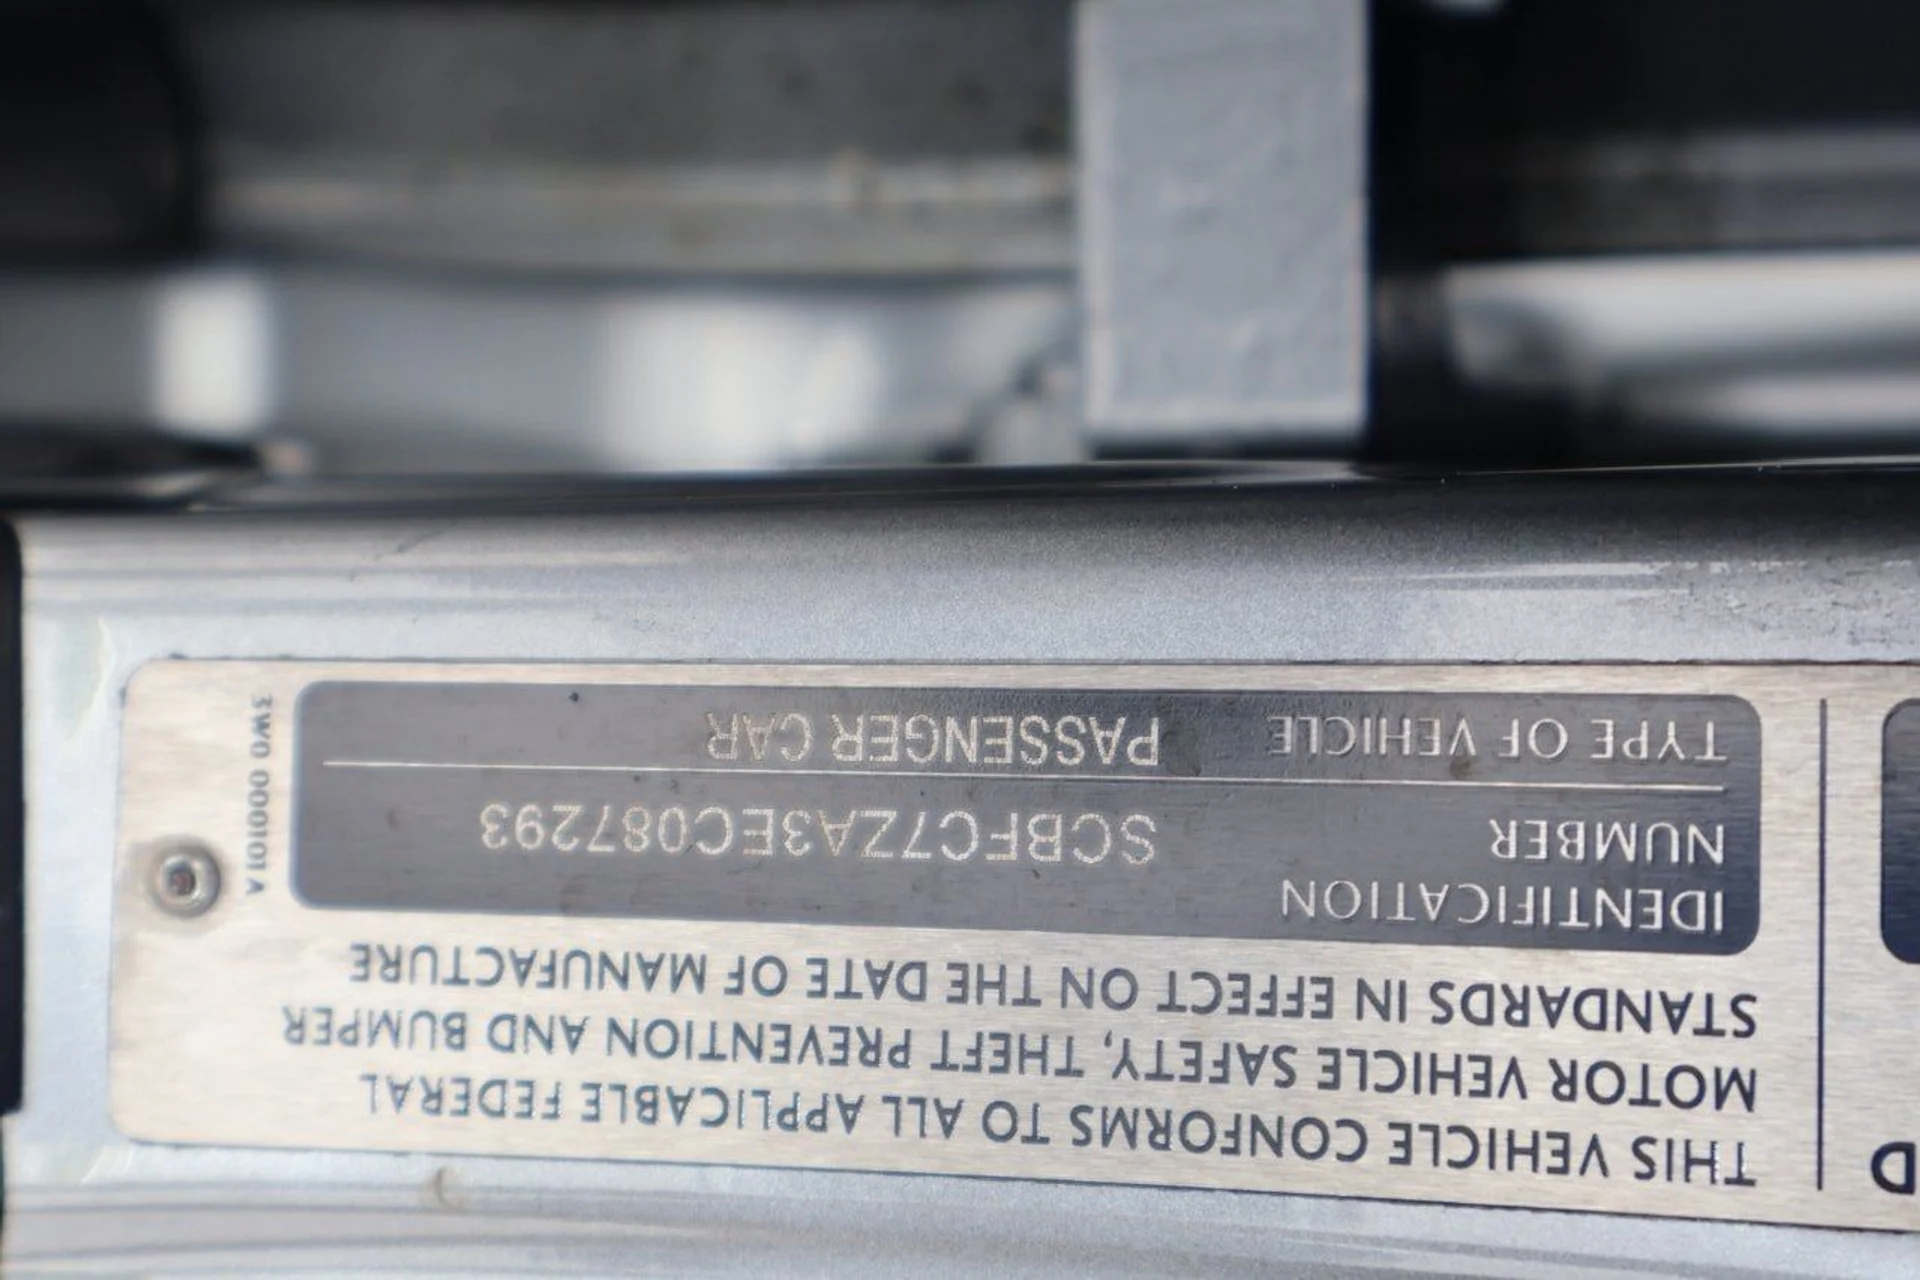 THIS VEHICLE CONFORMS TO ALL APPLICABLE FEDERAL
MOTOR VEHICLE SAFETY, THEFT PREVENTION AND BUMPER
STANDARDS IN EFFECT ON THE DATE OF MANUFACTURE
IDENTIFICATION
NUMBER SCBFC7ZA3EC087293
TYPE OF VEHICLE PASSENGER CAR
3W0 000101A
D